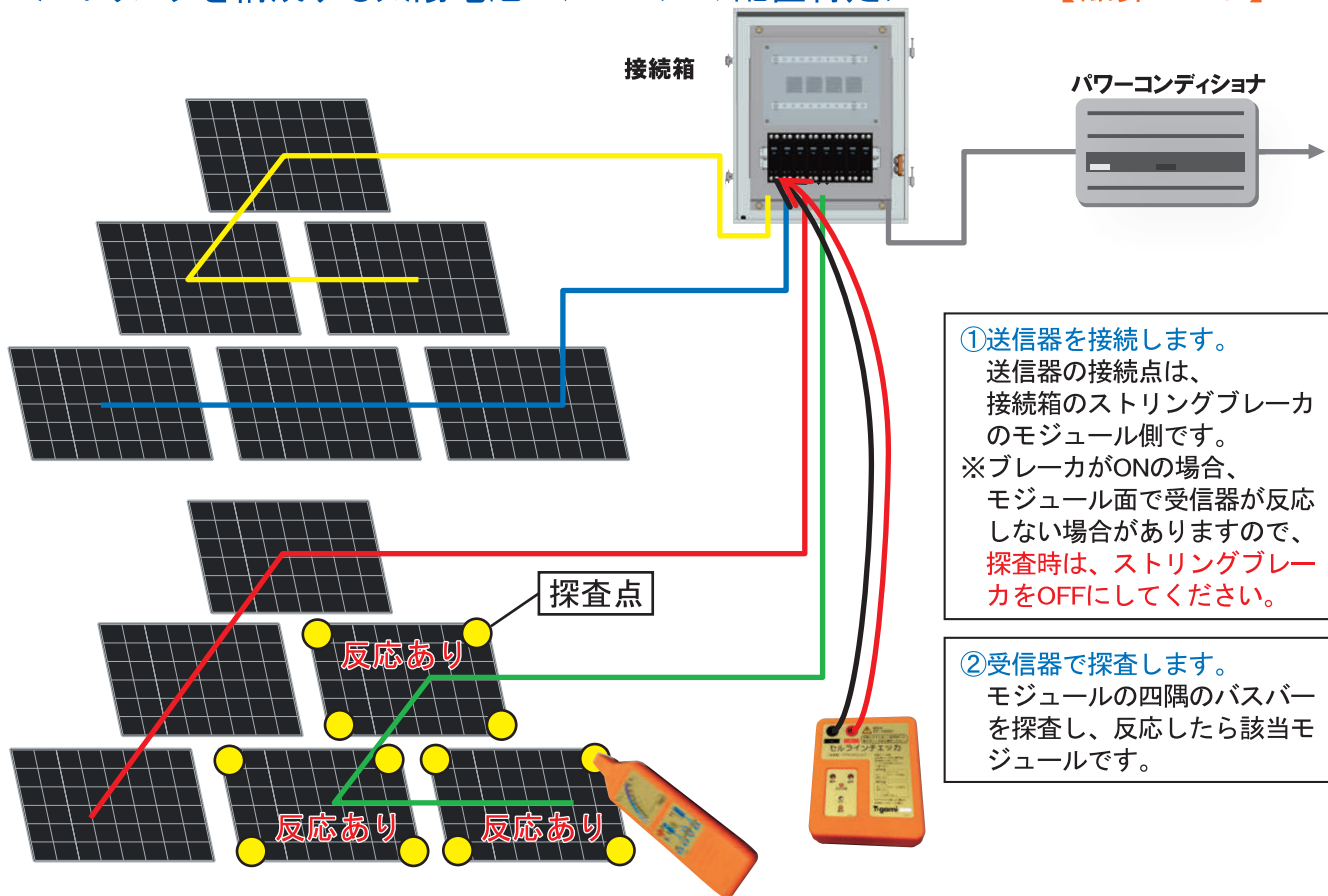 接続箱
パワーコンディショナ
①送信器を接続します。
送信器の接続点は、
接続箱のストリングブレーカ
のモジュール側です。
※ブレーカがONの場合、
モジュール面で受信器が反応
しない場合がありますので、
探査時は、ストリングブレー
カをOFFにしてください。
探査点
反応あり
②受信器で探査します。
モジュールの四隅のバスバー
を探査し、反応したら該当モ
ジュールです。
セルラインチェッカ
反応あり
反応あり
Togami